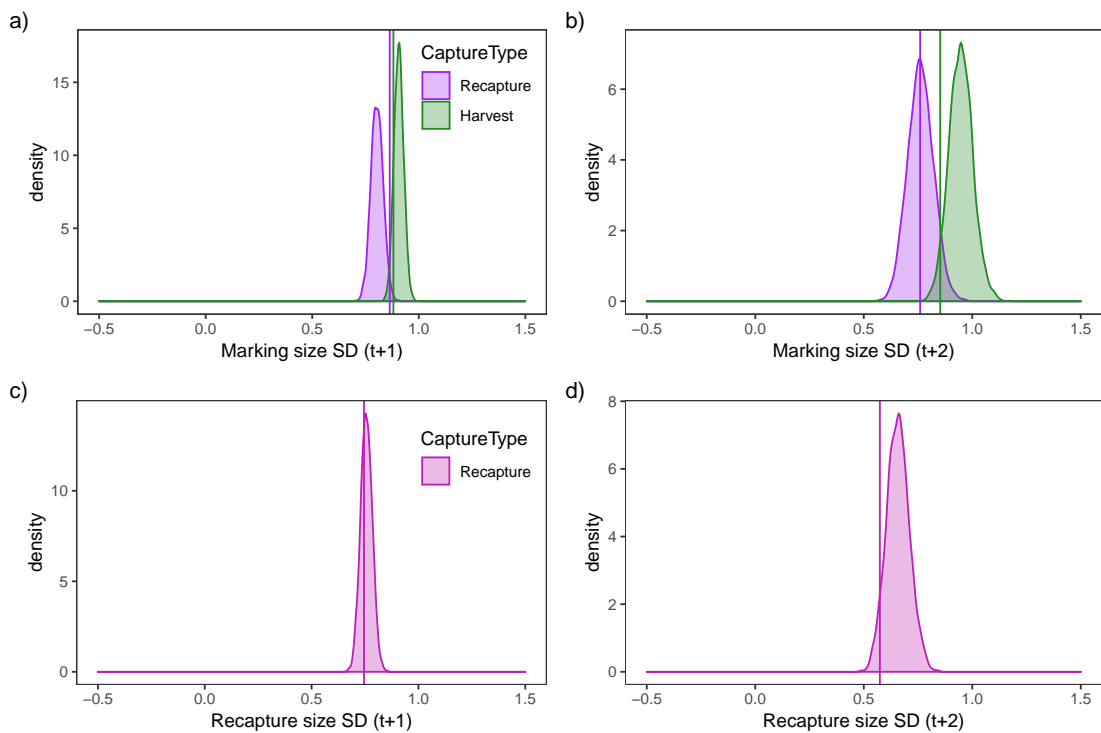 a)
CaptureType
Recapture
Harvest
density
15
10
5
0
−0.5 0.0 0.5 1.0 1.5
Marking size SD (t+1)
b)
density
6
4
2
0
−0.5 0.0 0.5 1.0 1.5
Marking size SD (t+2)
c)
CaptureType
Recapture
density
10
5
0
−0.5 0.0 0.5 1.0 1.5
Recapture size SD (t+1)
d)
density
8
6
4
2
0
−0.5 0.0 0.5 1.0 1.5
Recapture size SD (t+2)